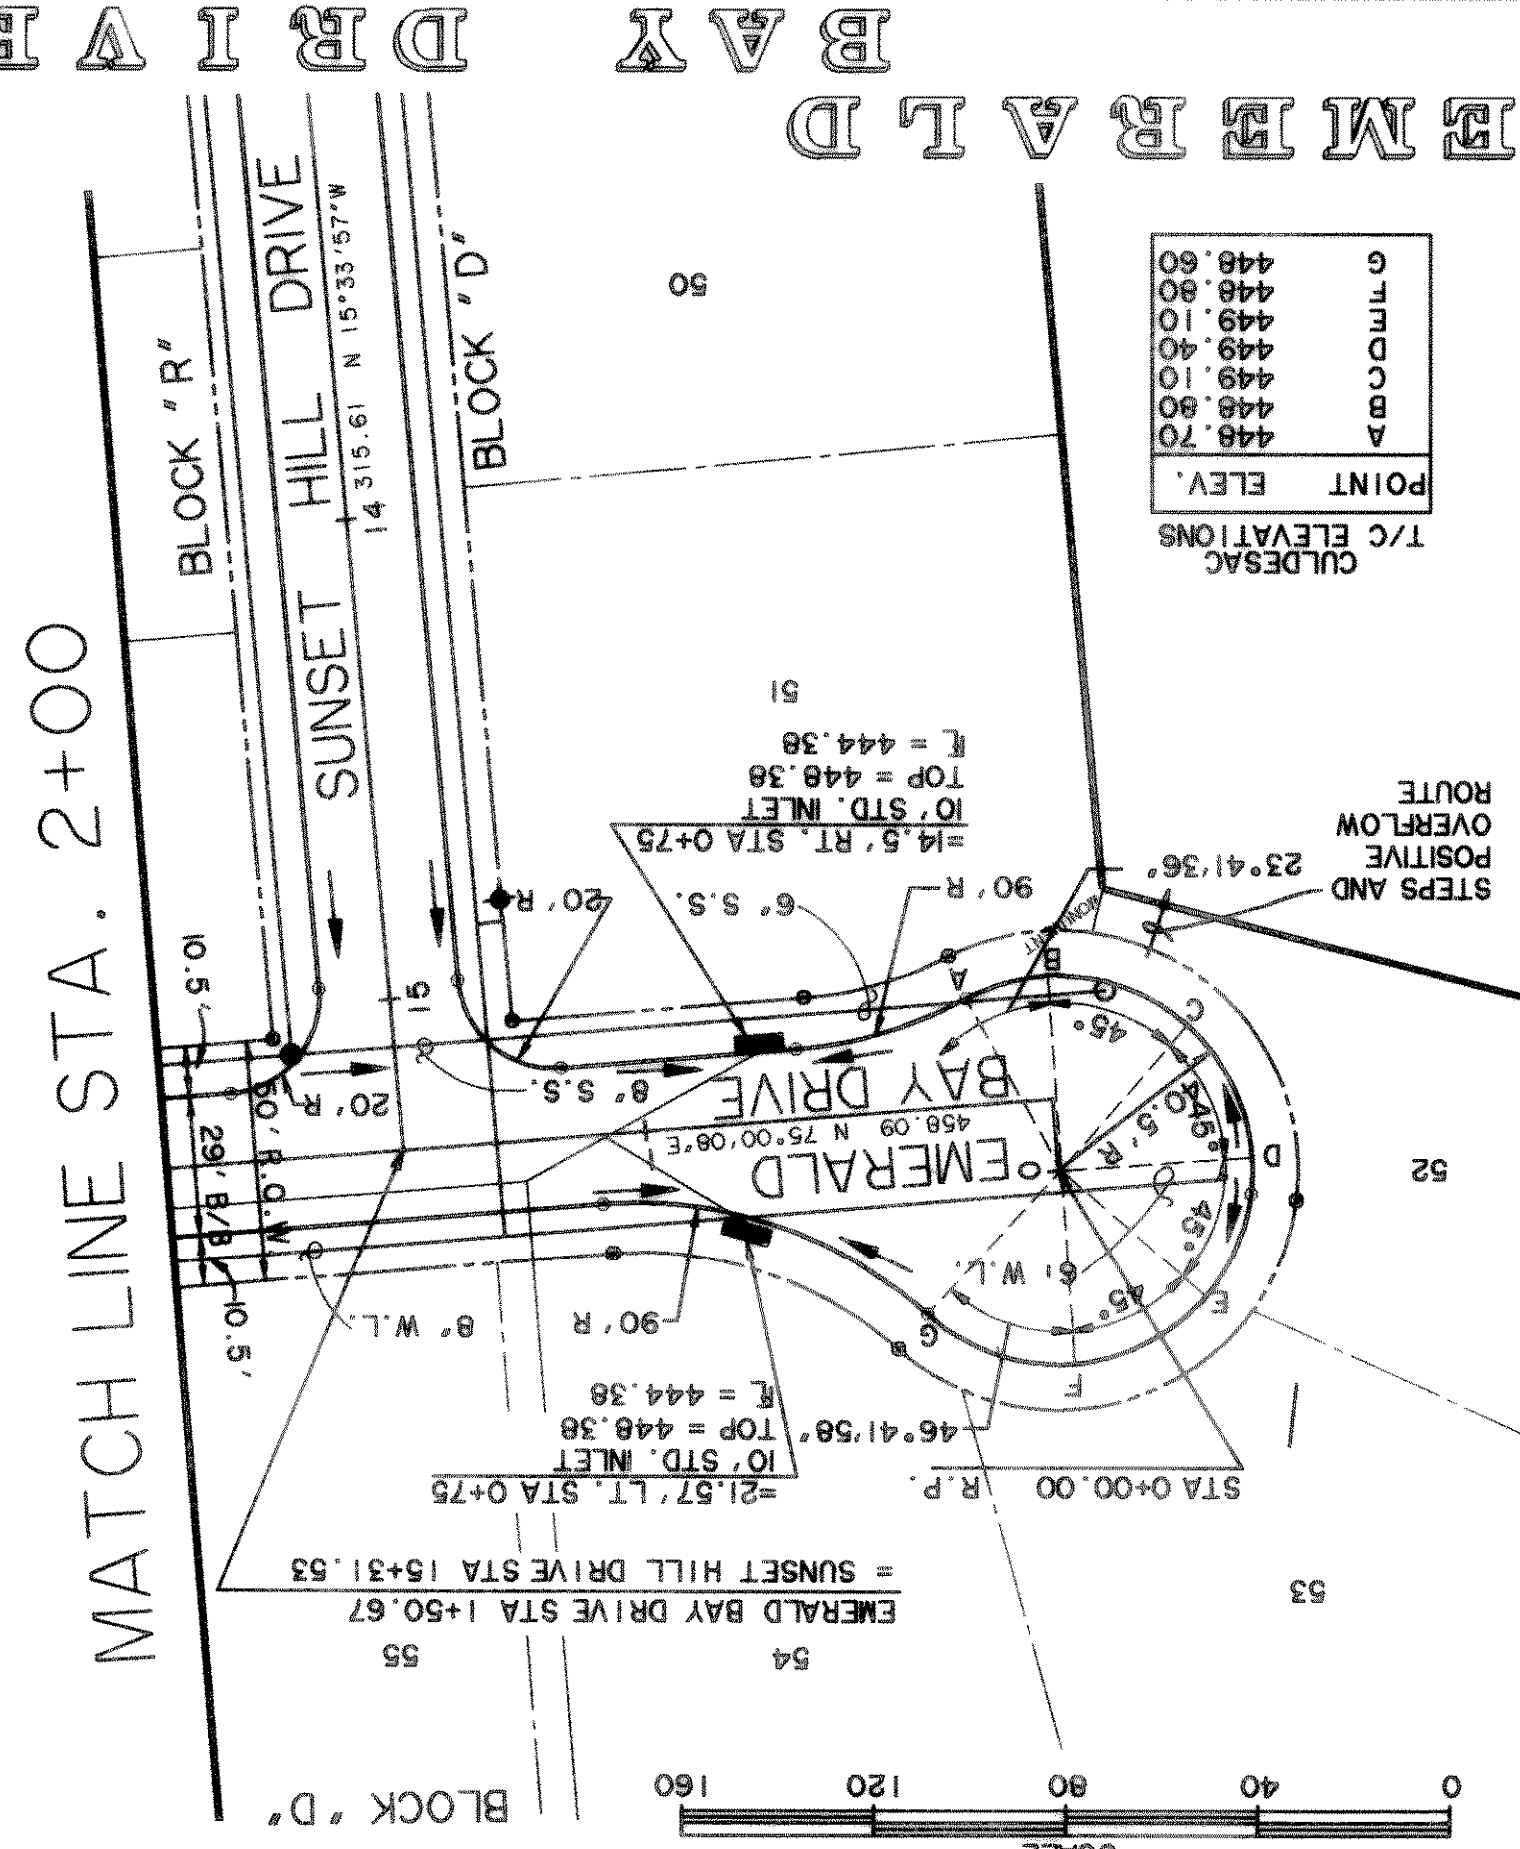 EMERALD
BAY DRIVE
CULDESAC
T/C ELEVATIONS
POINT ELEV.
A 448.70
B 448.80
C 449.10
D 449.40
E 449.10
F 448.80
G 448.60
MATCH LINE STA. 2+00
BLOCK "R"
SUNSET HILL DRIVE
315.61 N 15°33'57"W
14
15
BLOCK "D"
50
51
52
53
54
55
BLOCK "D"
=14.5' RT. STA 0+75
10' STD. INLET
TOP = 448.38
FL = 444.38
STEPS AND
POSITIVE
OVERFLOW
ROUTE
23°41'36"
MONUMENT
90' R
6" S.S.
20' R
8" S.S.
20' R
10.5'
29' B/B
50' R.O.W.
10.5'
EMERALD
BAY DRIVE
458.09 N 75°00'08"E
0
A
B
C
D
E
F
G
45°
45°
45°
45°
40.5' R
6" W.L.
8" W.L.
90' R
46°41'58"
STA 0+00.00 R.P.
=21.57' LT. STA 0+75
10' STD. INLET
TOP = 448.38
FL = 444.38
EMERALD BAY DRIVE STA 1+50.67
= SUNSET HILL DRIVE STA 15+31.53
0 40 80 120 160
SCALE